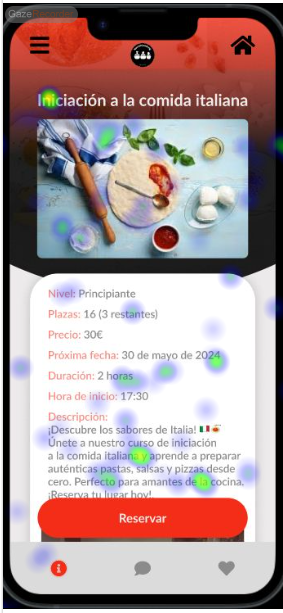 Iniciación a la comida italiana
Nivel: Principiante
Plazas: 16 (3 restantes)
Precio: 30€
Próxima fecha: 30 de mayo de 2024
Duración: 2 horas
Hora de inicio: 17:30
Descripción:
¡Descubre los sabores de Italia! 🇮🇹🍝
Únete a nuestro curso de iniciación
a la comida italiana y aprende a preparar
auténticas pastas, salsas y pizzas desde
cero. Perfecto para amantes de la cocina.
¡Reserva tu lugar hoy!
Reservar